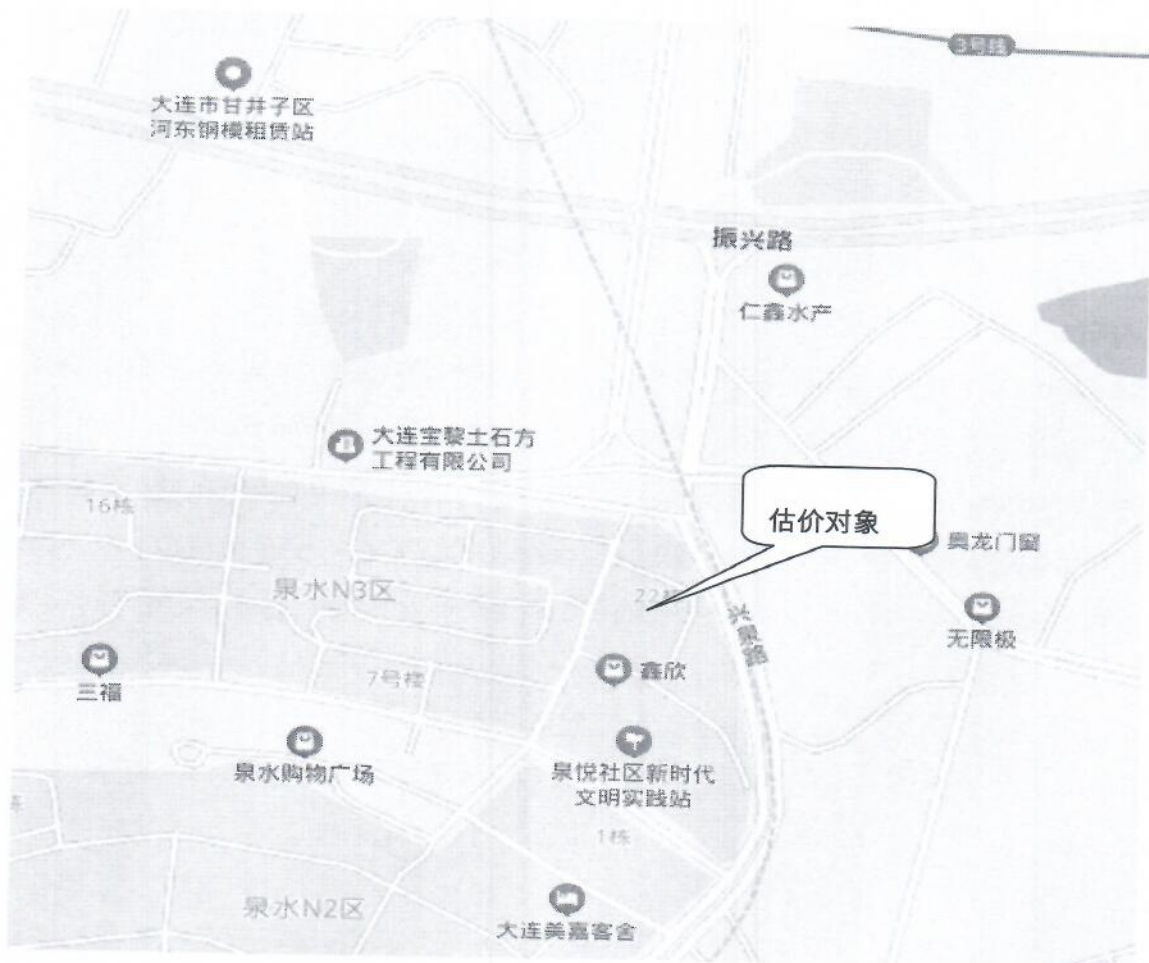 3号线
大连市甘井子区
河东钢模租赁站
振兴路
仁鑫水产
大连宝黎土石方
工程有限公司
16栋
估价对象
奥龙门窗
泉水N3区
22栋
无限极
三福
7号楼
鑫欣
泉水购物广场
泉悦社区新时代
文明实践站
1栋
泉水N2区
大连美嘉客舍